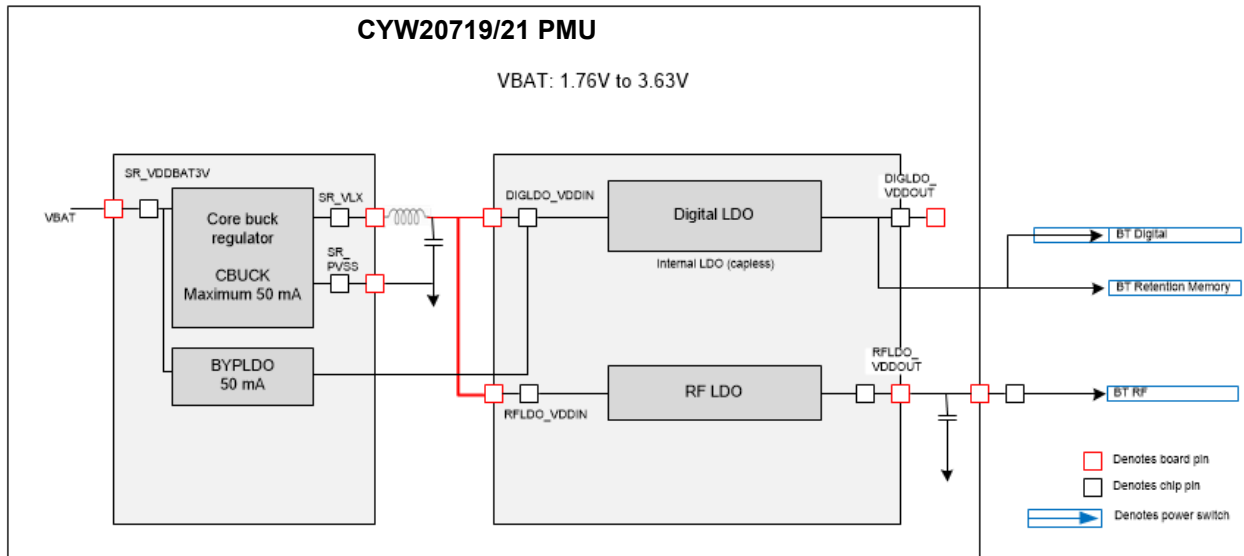 CYW20719/21 PMU
VBAT: 1.76V to 3.63V
SR_VDDBAT3V
VBAT
Core buck
regulator
CBUCK
Maximum 50 mA
SR_VLX
SR_
PVSS
BYPLDO
50 mA
DIGLDO_VDDIN
Digital LDO
Internal LDO (capless)
DIGLDO_
VDDOUT
BT Digital
BT Retention Memory
RFLDO_VDDIN
RF LDO
RFLDO_
VDDOUT
BT RF
Denotes board pin
Denotes chip pin
Denotes power switch